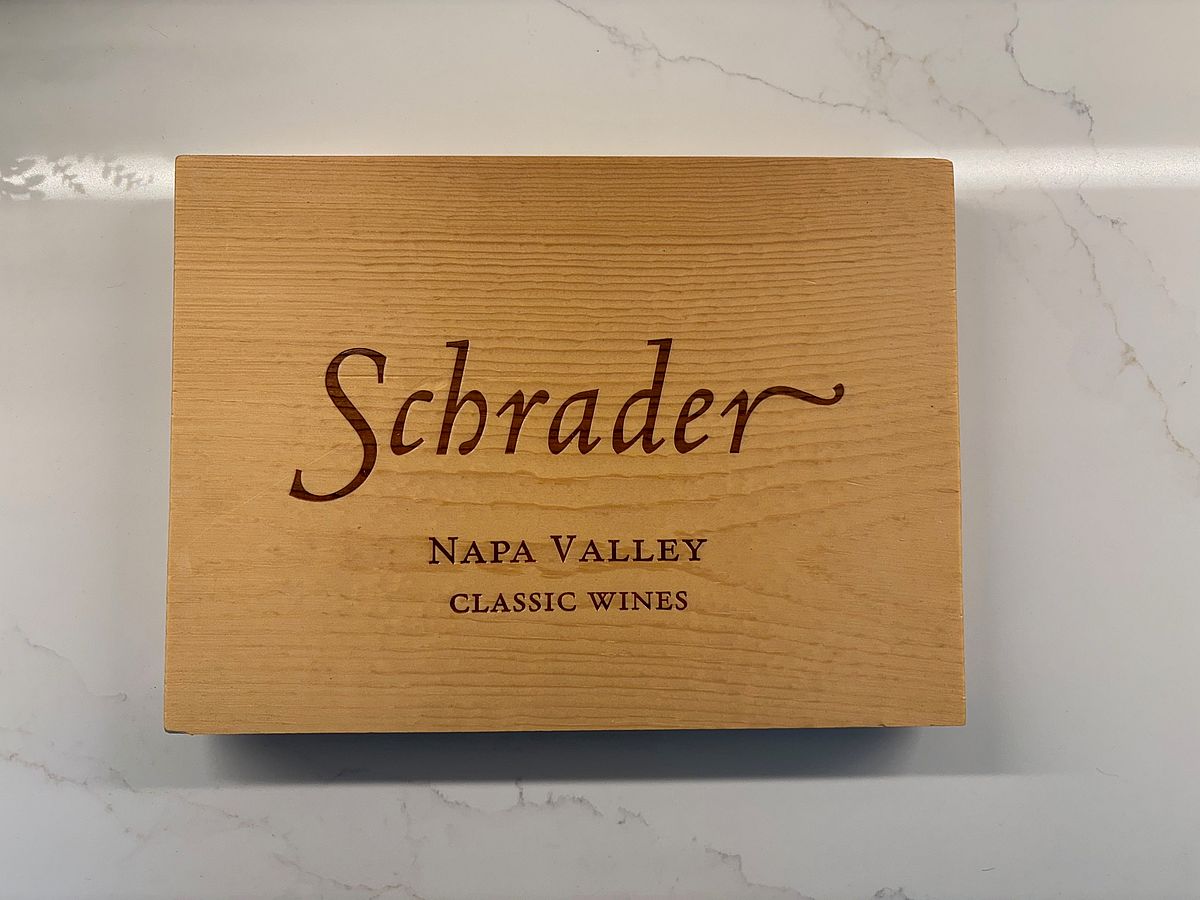 Schrader
Napa Valley
classic wines